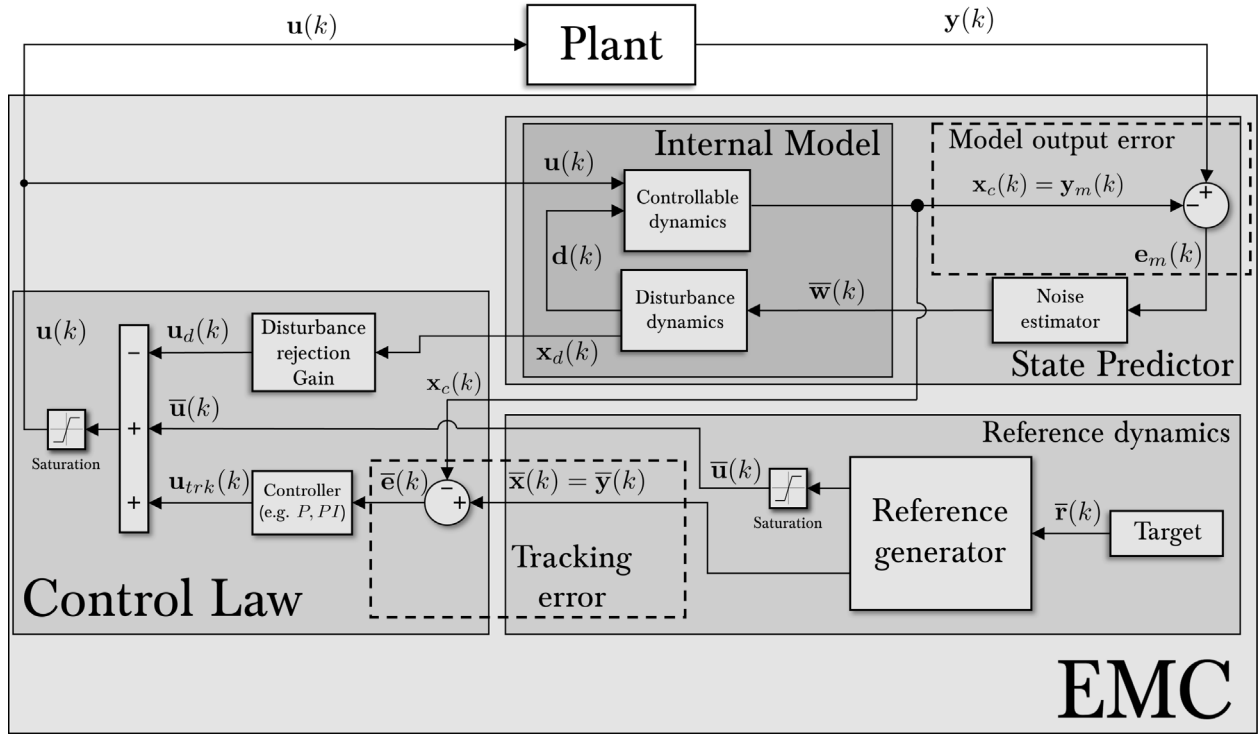 u(k)
Plant
y(k)
Internal Model
Model output error
u(k)
Controllable
dynamics
x_c(k) = y_m(k)
+
−
d(k)
e_m(k)
Disturbance
dynamics
w̅(k)
Noise
estimator
x_d(k)
State Predictor
u(k)
−
u_d(k)
Disturbance
rejection
Gain
x_c(k)
+
u̅(k)
Saturation
+
u_trk(k)
Controller
(e.g. P, PI)
e̅(k)
−
+
x̅(k) = y̅(k)
Tracking
error
Control Law
Reference dynamics
u̅(k)
Saturation
Reference
generator
r̅(k)
Target
EMC